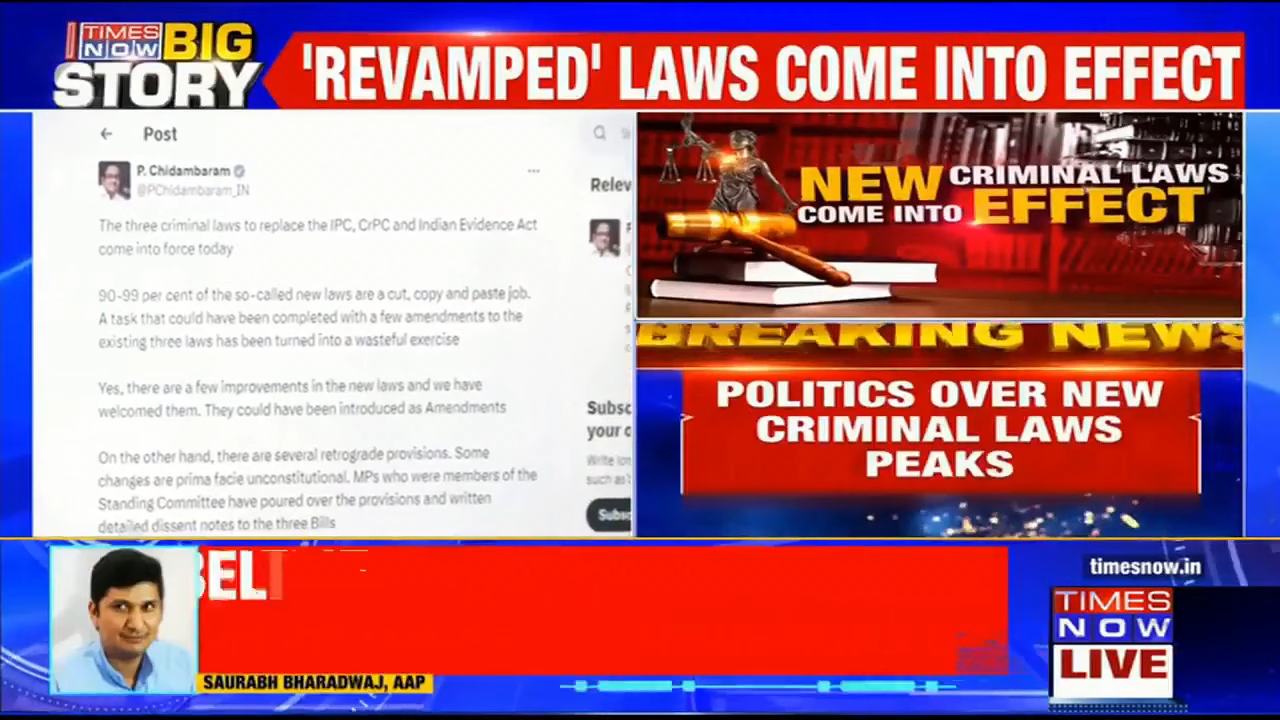 TIMES NOW BIG STORY
'REVAMPED' LAWS COME INTO EFFECT
Post
P. Chidambaram
@PChidambaram_IN
The three criminal laws to replace the IPC, CrPC and Indian Evidence Act
come into force today
90-99 per cent of the so-called new laws are a cut, copy and paste job.
A task that could have been completed with a few amendments to the
existing three laws has been turned into a wasteful exercise
Yes, there are a few improvements in the new laws and we have
welcomed them. They could have been introduced as Amendments
On the other hand, there are several retrograde provisions. Some
changes are prima facie unconstitutional. MPs who were members of the
Standing Committee have poured over the provisions and written
detailed dissent notes to the three Bills
Relev
Subsc
your c
Write lon
such as
Subsc
NEW CRIMINAL LAWS
COME INTO EFFECT
BREAKING NEWS
POLITICS OVER NEW
CRIMINAL LAWS
PEAKS
BELT
SAURABH BHARADWAJ, AAP
timesnow.in
TIMES
NOW
LIVE